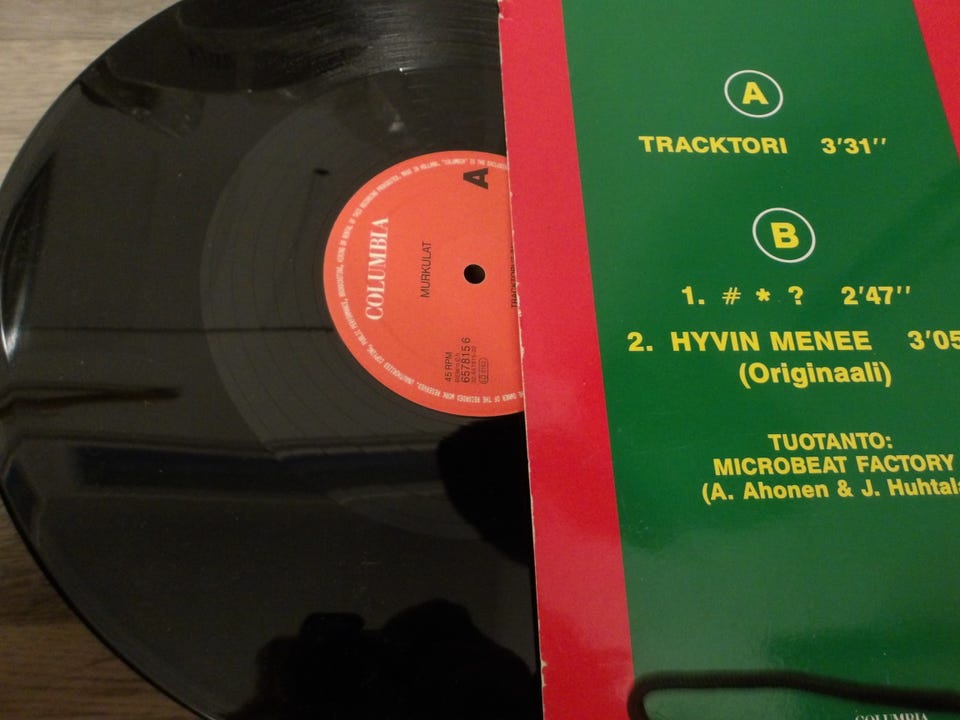 A
COLUMBIA
MURKULAT
45 RPM
657815 6
A
TRACKTORI 3'31''
B
1. # * ? 2'47''
2. HYVIN MENEE 3'05
(Originaali)
TUOTANTO:
MICROBEAT FACTORY
(A. Ahonen & J. Huhtala
COLUMBIA